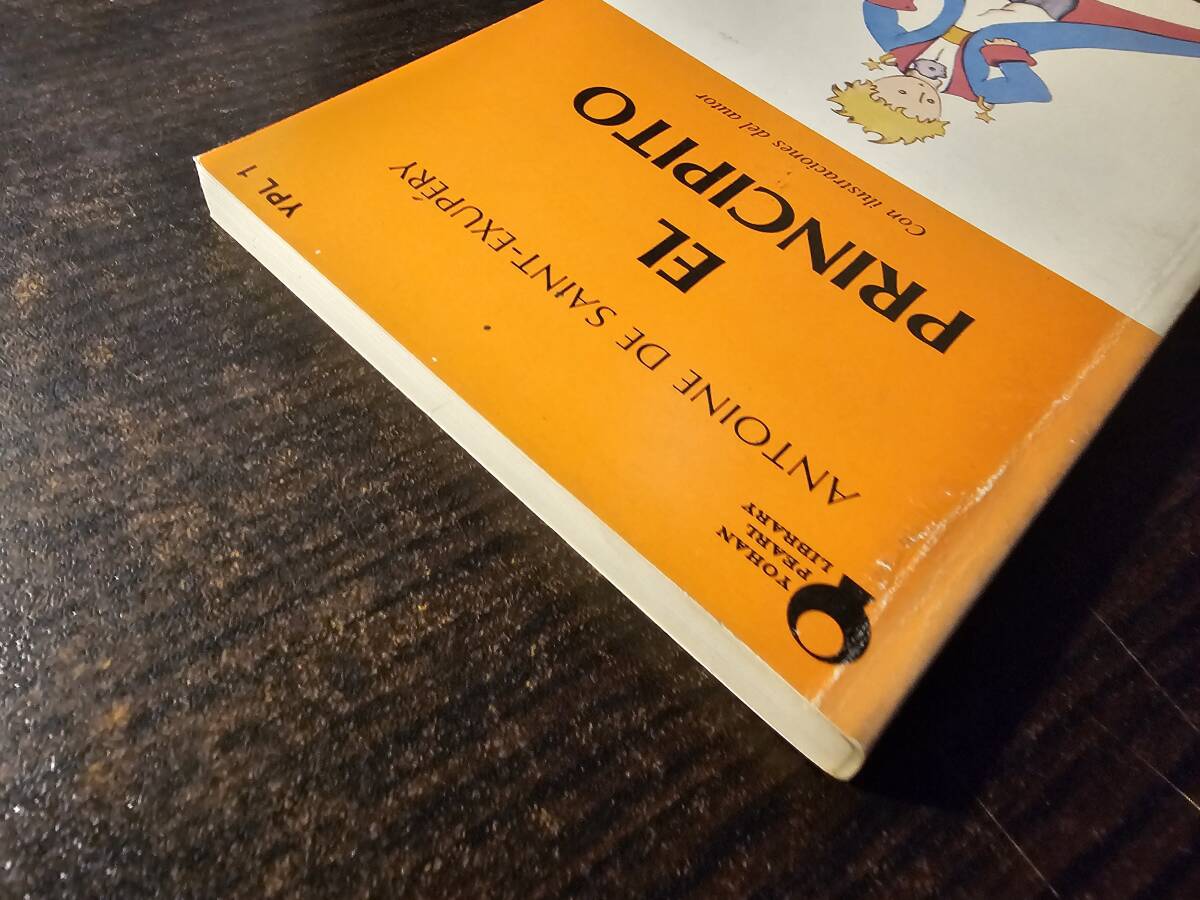 YOHAN
PEARL
LIBRARY
YPL 1
ANTOINE DE SAINT-EXUPÉRY
EL
PRINCIPITO
Con ilustraciones del autor